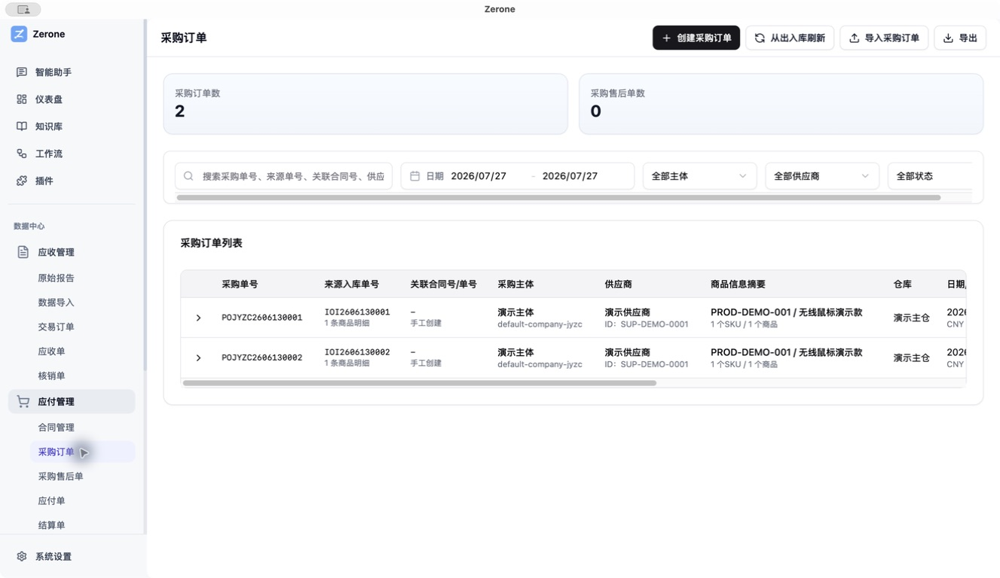 Zerone
Zerone
智能助手
仪表盘
知识库
工作流
插件
数据中心
应收管理
原始报告
数据导入
交易订单
应收单
核销单
应付管理
合同管理
采购订单
采购售后单
应付单
结算单
系统设置
采购订单
创建采购订单
从出入库刷新
导入采购订单
导出
采购订单数
2
采购售后单数
0
搜索采购单号、来源单号、关联合同号、供应
日期 2026/07/27 - 2026/07/27
全部主体
全部供应商
全部状态
采购订单列表
采购单号 来源入库单号 关联合同号/单号 采购主体 供应商 商品信息摘要 仓库 日期/
POJYZC2606130001 IOI2606130001 – 演示主体 演示供应商 PROD-DEMO-001 / 无线鼠标演示款 演示主仓 2026
1 条商品明细 手工创建 default-company-jyzc ID: SUP-DEMO-0001 1 个SKU / 1 个商品 CNY
POJYZC2606130002 IOI2606130002 – 演示主体 演示供应商 PROD-DEMO-001 / 无线鼠标演示款 演示主仓 2026
1 条商品明细 手工创建 default-company-jyzc ID: SUP-DEMO-0001 1 个SKU / 1 个商品 CNY